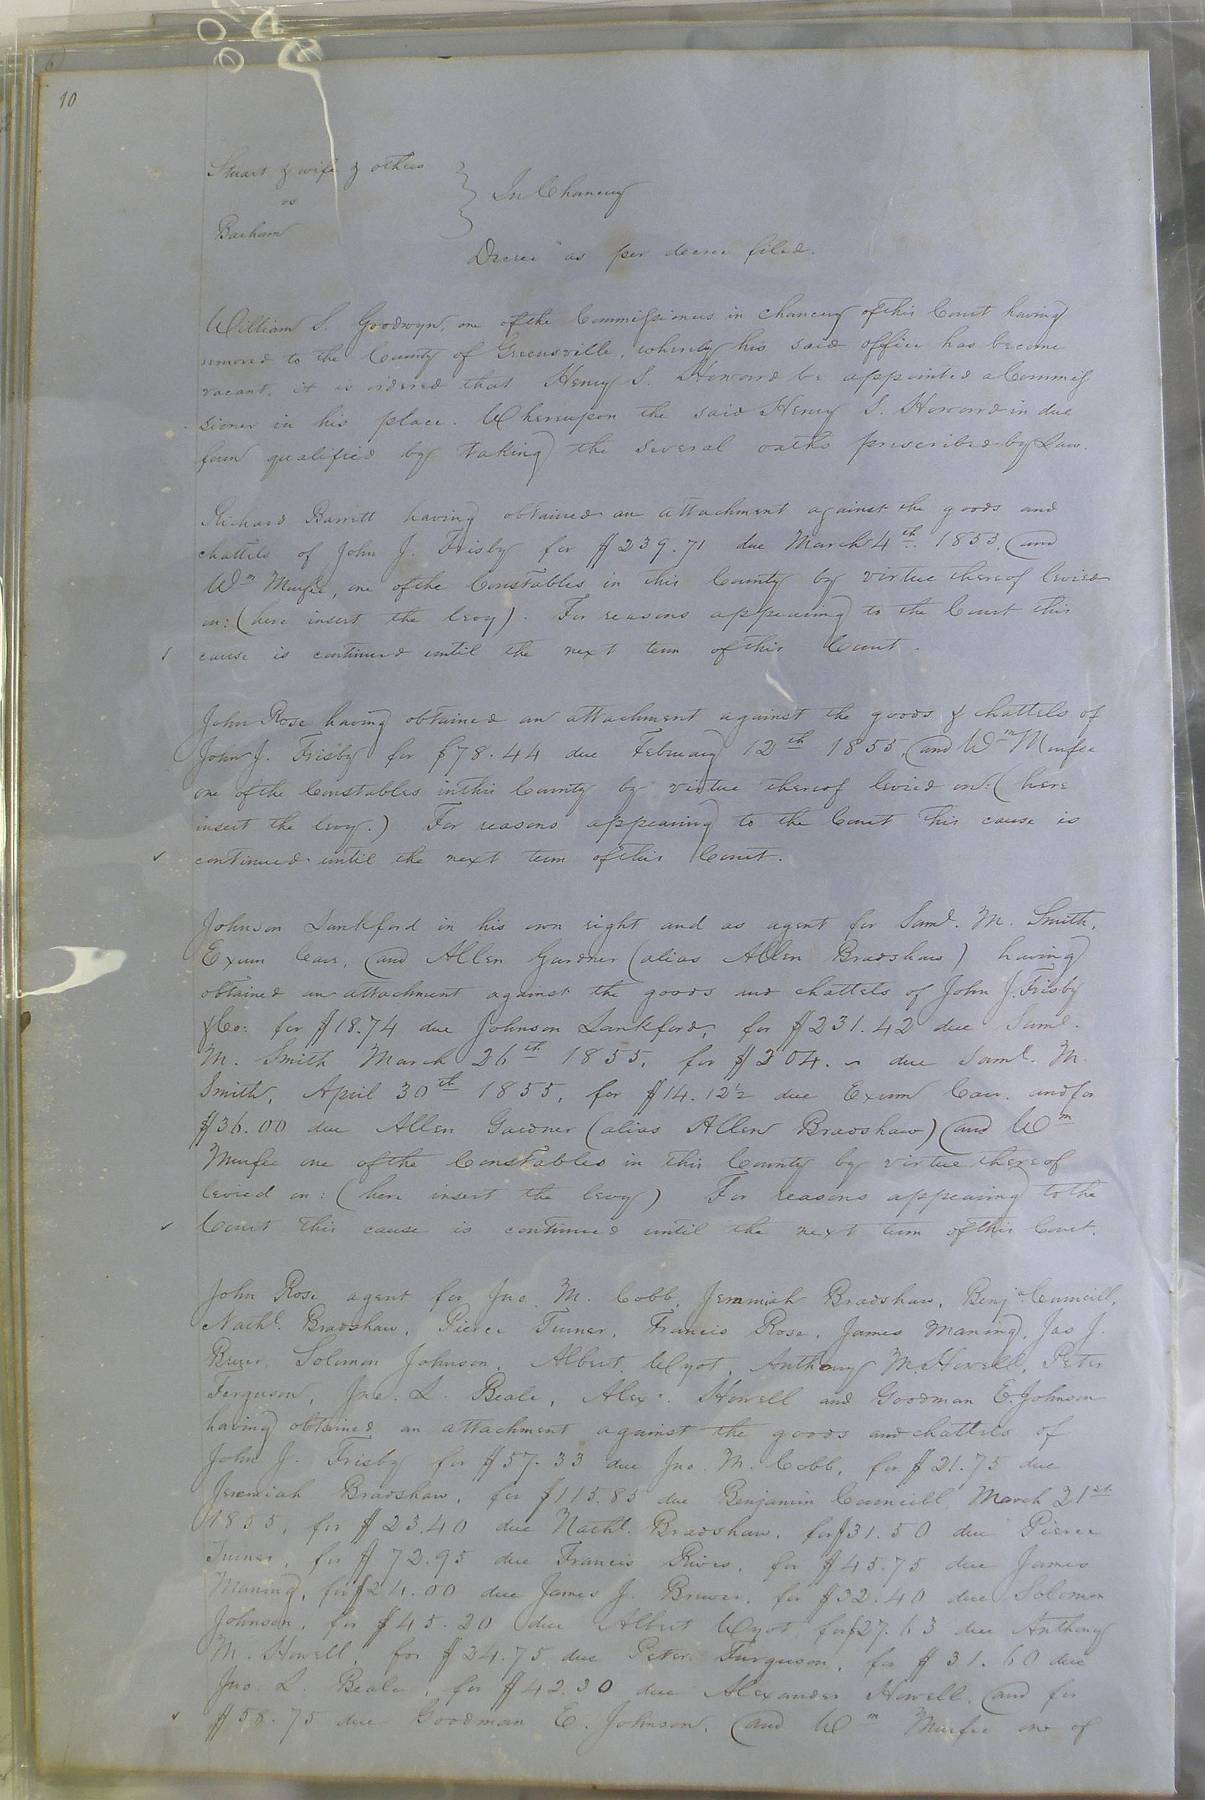 10
Stuart & wife & others
vs
Barham
In Chancery
Decree "as per decree filed.
William S. Goodwyn, one of the Commissioners in chancery of this Court having
removed to the County of Greensville, whereby his said office has become
vacant, it is ordered that Henry S. Howard be appointed a Commis
sioner in his place. Whereupon the said Henry S. Howard in due
form qualified by taking the several oaths prescribed by Law.
Richard Barrett having obtained an attachment against the goods and
chattels of John J. Frisby for $239.71 due March 4th 1853, and
Wm Murfee, one of the Constables in this County by virtue thereof levied
on: (here insert the levy). For reasons appearing to the Court this
cause is continued until the next term of this Court.
John Rose having obtained an attachment against the goods & chattels of
John J. Frisby for $78.44 due February 12th 1855, and Wm Murfee
one of the Constables in this County by virtue thereof levied on: (here
insert the levy.) For reasons appearing to the Court this cause is
continued until the next term of this Court.
Johnson Lankford in his own right and as agent for Saml. M. Smith,
Exum Carr, and Allen Gardner (alias Allen Bradshaw) having
obtained an attachment against the goods and chattels of John J. Frisby
&Co: for $18.74 due Johnson Lankford, for $231.42 due Saml.
M. Smith March 26th 1855, for $204. due Saml. M.
Smith, April 30th 1855, for $14.12½ due Exum Carr. and for
$36.00 due Allen Gardner (alias Allen Bradshaw) and Wm
Murfee one of the Constables in this County by virtue thereof
levied on: (here insert the levy) For reasons appearing to the
Court this cause is continued until the next term of this Court.
John Rose agent for Jno. M. Cobb, Jeremiah Bradshaw, Benja. Councill,
Nathl. Bradshaw, Pierce Turner, Francis Rose, James Maning, Jas J.
Solomon Johnson, Albert Wyot, Anthony M. Howell, Peter
Ferguson, Jno. L. Beale, Alexr. Howell and Goodman E. Johnson
having obtained an attachment against the goods and chattels of
John J. Frisby for $57.33 due Jno. M. Cobb, for $21.75 due
Jeremiah Bradshaw, for $115.85 due Benjamin Councill March 21st
1855, for $23.40 due Nathl. Bradshaw, for $31.50 due Pierce
Turner, for $72.95 due Francis for $45.75 due James
Maning, for $24.00 due James J. Brewer, for $32.40 due Solomon
Johnson, for $45.20 due Albert Wyot, for $27.63 due Anthony
M. Howell, for $24.75 due Peter Ferguson, for $31.60 due
Jno. L. Beale, for $42.30 due Alexander Howell, and for
$58.75 due Goodman E. Johnson, and Wm Murfee one of